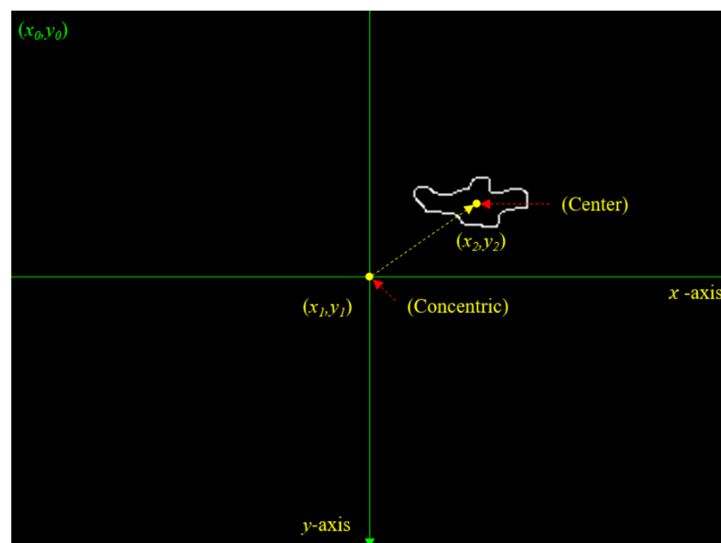 (x₀,y₀)
(Center)
(x₂,y₂)
x -axis
(x₁,y₁)
(Concentric)
y-axis